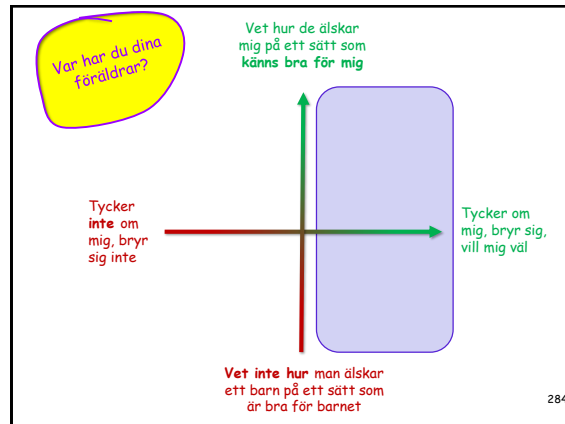 Var har du dina
föräldrar?
Vet hur de älskar
mig på ett sätt som
känns bra för mig
Tycker
inte om
mig, bryr
sig inte
Tycker om
mig, bryr sig,
vill mig väl
Vet inte hur man älskar
ett barn på ett sätt som
är bra för barnet
284